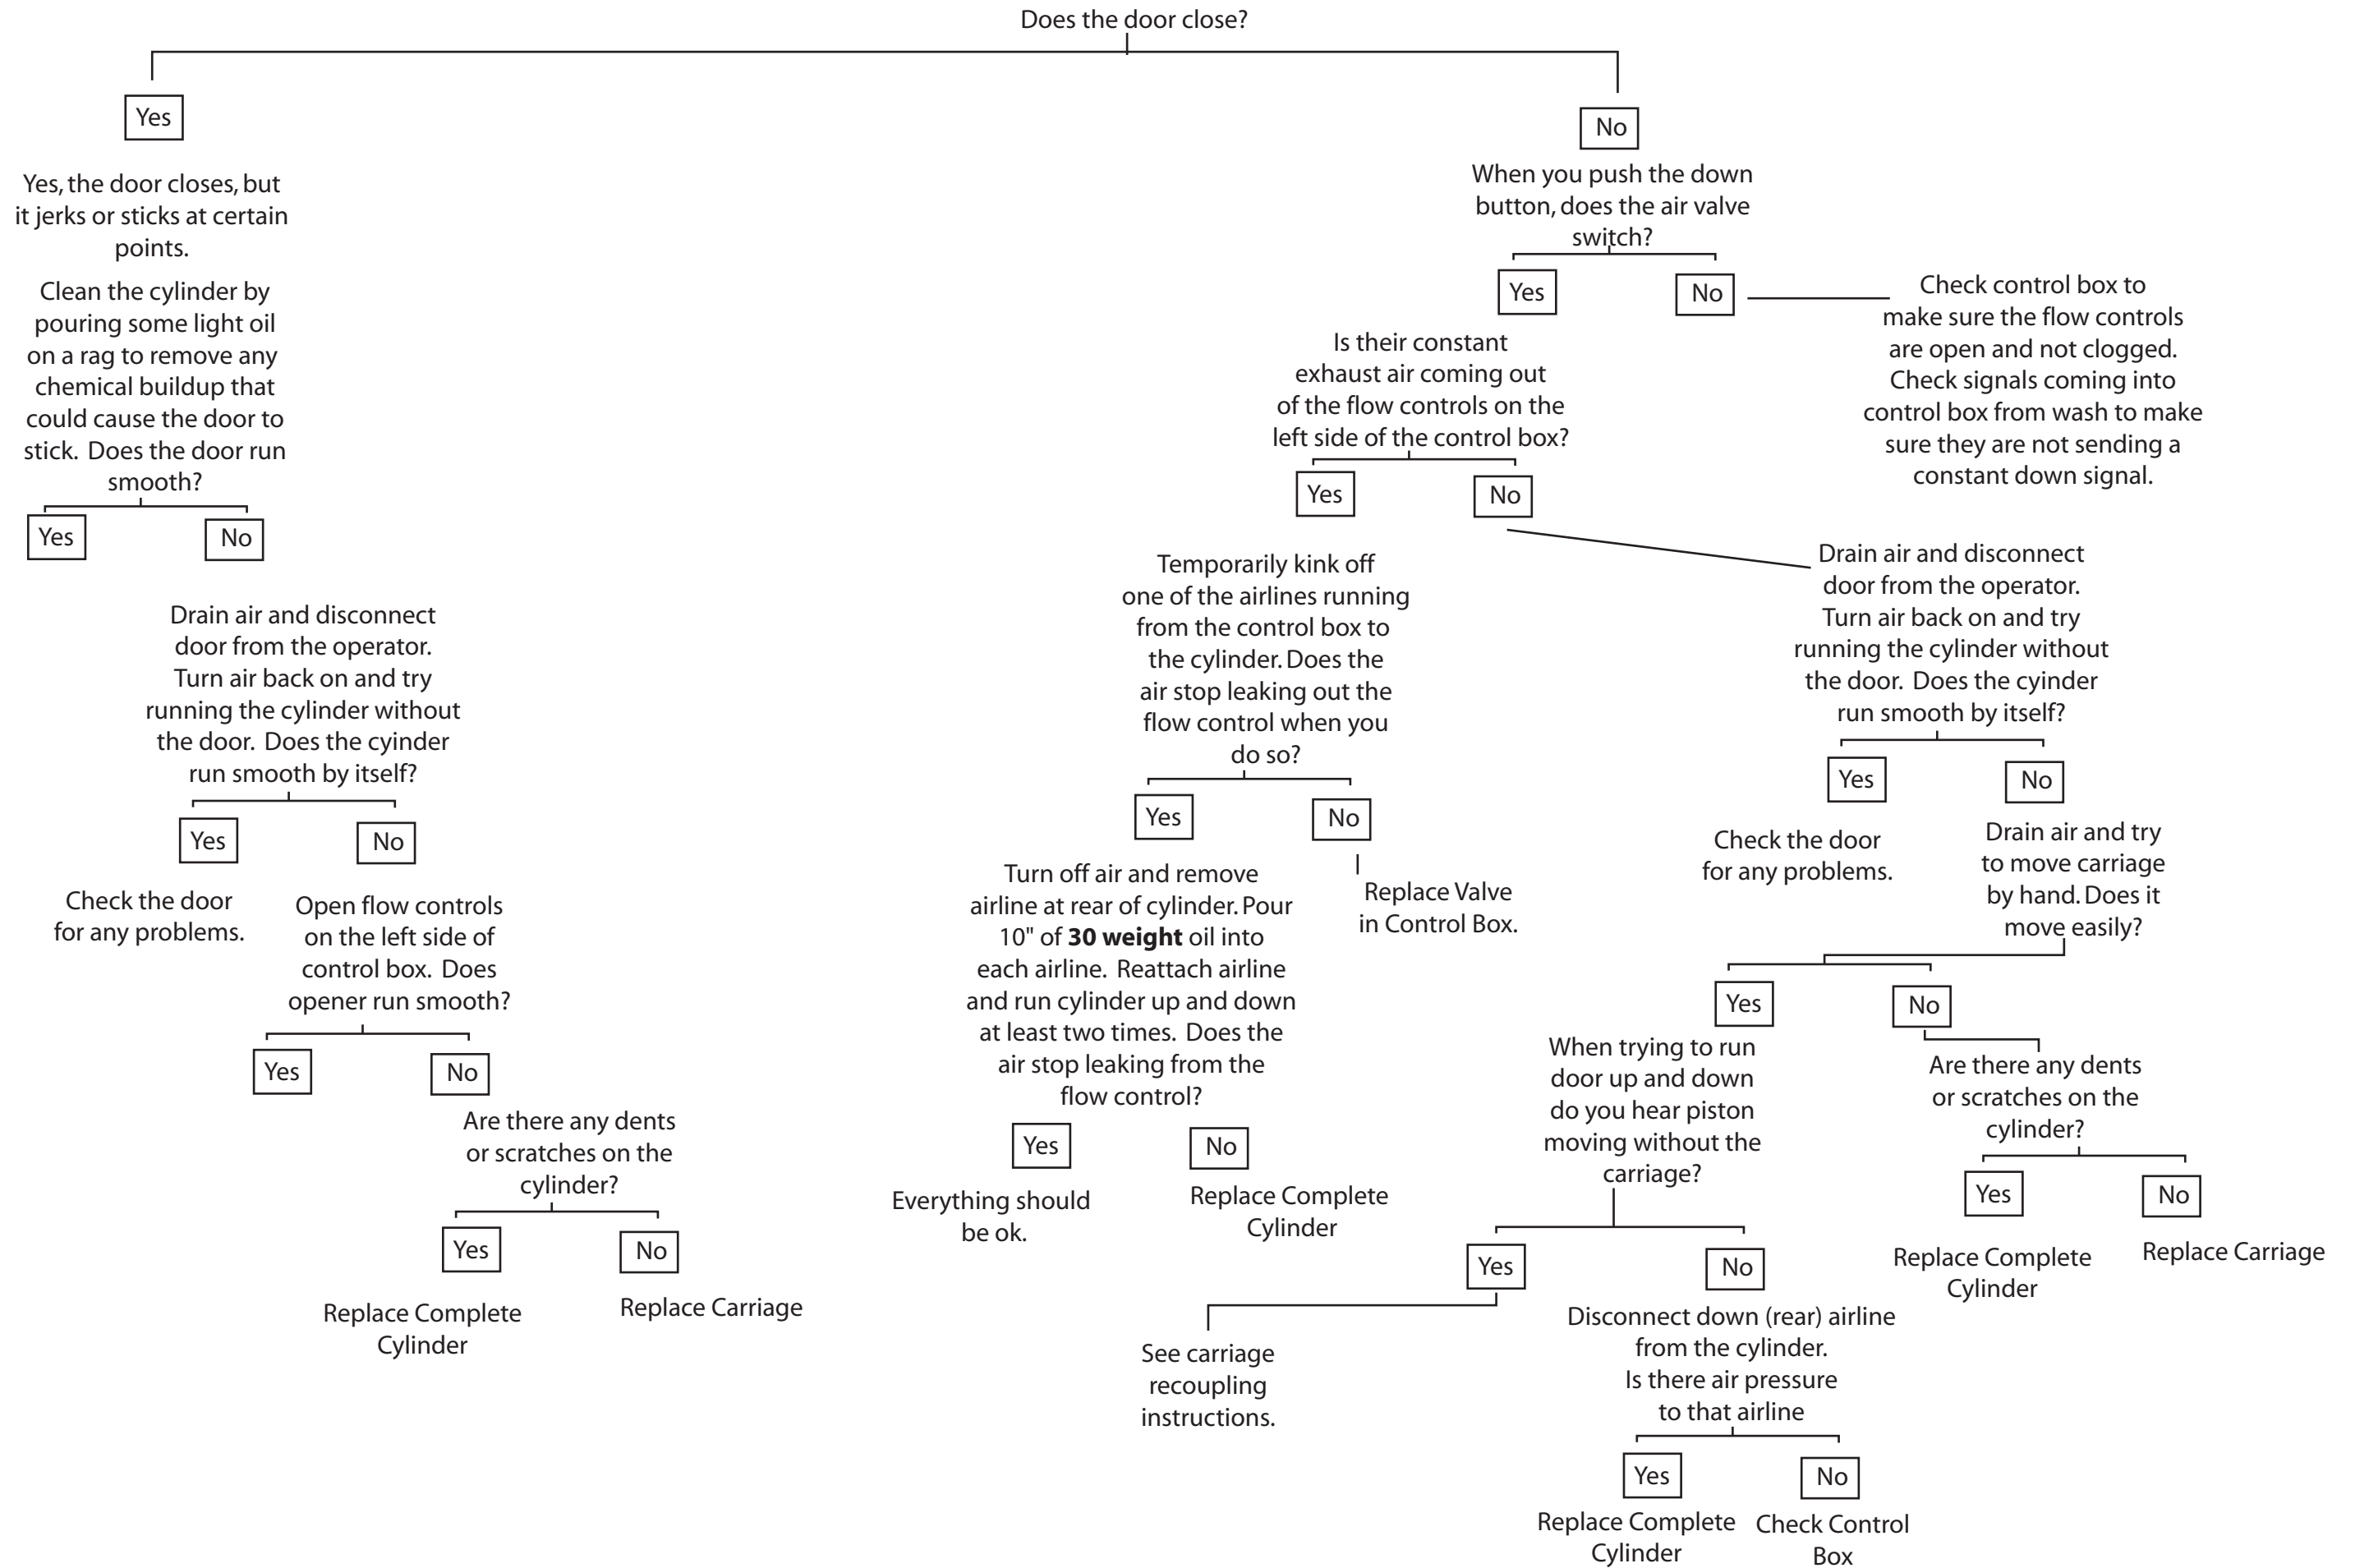 Does the door close?
Yes
Yes, the door closes, but
it jerks or sticks at certain
points.
Clean the cylinder by
pouring some light oil
on a rag to remove any
chemical buildup that
could cause the door to
stick.  Does the door run
smooth?
Yes
No
Drain air and disconnect
door from the operator.
Turn air back on and try
running the cylinder without
the door.  Does the cyinder
run smooth by itself?
Yes
No
Check the door
for any problems.
Open flow controls
on the left side of
control box.  Does
opener run smooth?
Yes
No
Are there any dents
or scratches on the
cylinder?
Yes
No
Replace Complete
Cylinder
Replace Carriage
No
When you push the down
button, does the air valve
switch?
Yes
No
Check control box to
make sure the flow controls
are open and not clogged.
Check signals coming into
control box from wash to make
sure they are not sending a
constant down signal.
Is their constant
exhaust air coming out
of the flow controls on the
left side of the control box?
Yes
No
Temporarily kink off
one of the airlines running
from the control box to
the cylinder. Does the
air stop leaking out the
flow control when you
do so?
Yes
No
Turn off air and remove
airline at rear of cylinder. Pour
10" of 30 weight oil into
each airline.  Reattach airline
and run cylinder up and down
at least two times.  Does the
air stop leaking from the
flow control?
Replace Valve
in Control Box.
Yes
No
Everything should
be ok.
Replace Complete
Cylinder
Drain air and disconnect
door from the operator.
Turn air back on and try
running the cylinder without
the door.  Does the cyinder
run smooth by itself?
Yes
No
Check the door
for any problems.
Drain air and try
to move carriage
by hand. Does it
move easily?
Yes
No
When trying to run
door up and down
do you hear piston
moving without the
carriage?
Are there any dents
or scratches on the
cylinder?
Yes
No
Replace Complete
Cylinder
Replace Carriage
Yes
No
See carriage
recoupling
instructions.
Disconnect down (rear) airline
from the cylinder.
Is there air pressure
to that airline
Yes
No
Replace Complete
Cylinder
Check Control
Box